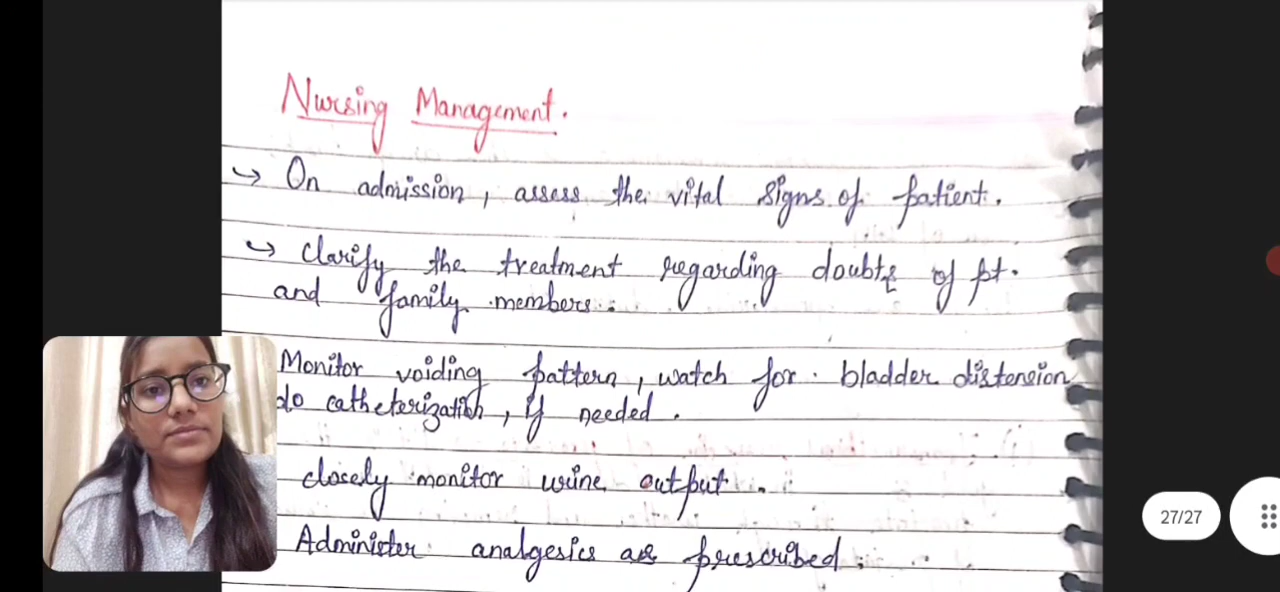 Nursing Management.
↪ On admission, assess the vital signs of patient.
↪ Clarify the treatment regarding doubts of pt.
and family members.
Monitor voiding pattern, watch for bladder distension
do catheterization, if needed.
closely monitor urine output.
Administer analgesics as prescribed.
27/27